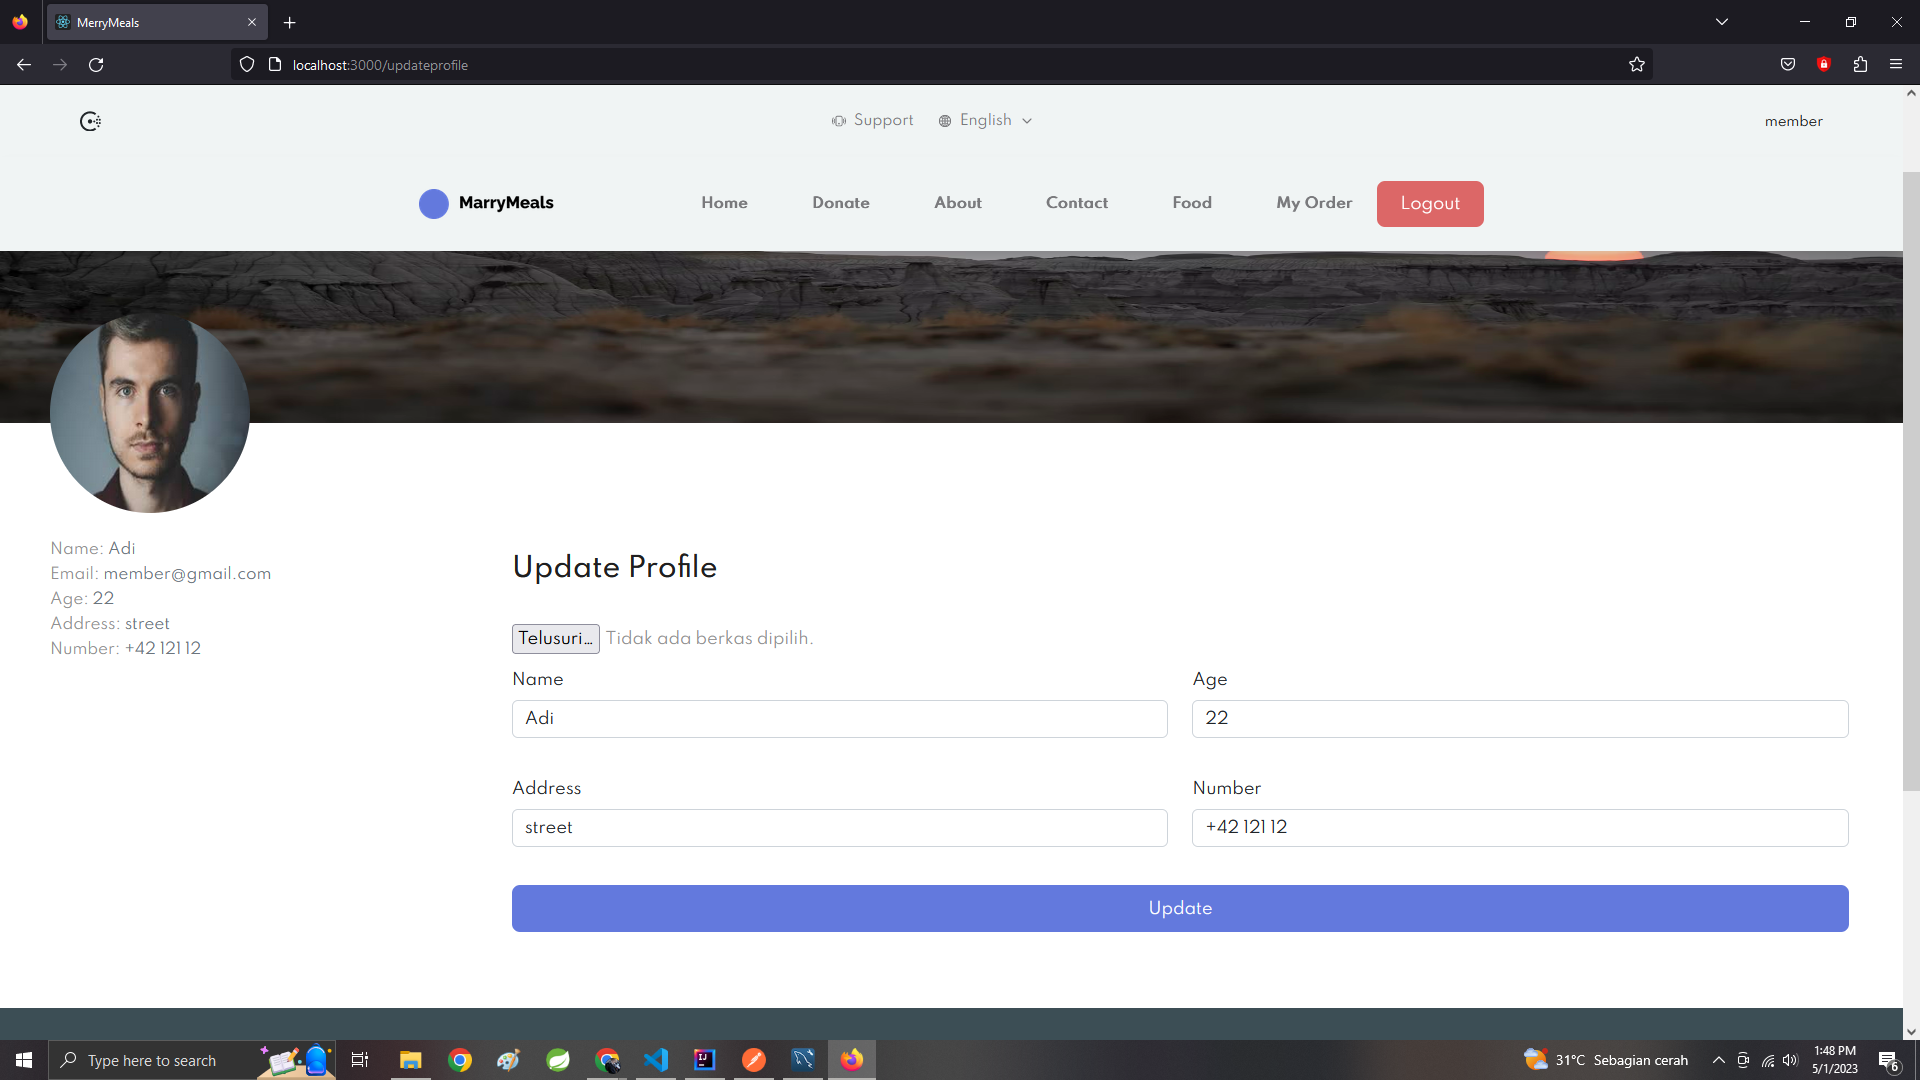 MerryMeals
localhost:3000/updateprofile
Support
English
member
MarryMeals
Home
Donate
About
Contact
Food
My Order
Logout
Name: Adi
Email: member@gmail.com
Age: 22
Address: street
Number: +42 121 12
Update Profile
Telusuri… Tidak ada berkas dipilih.
Name
Age
Adi
22
Address
Number
street
+42 121 12
Update
Type here to search
31°C Sebagian cerah
1:48 PM
5/1/2023
6